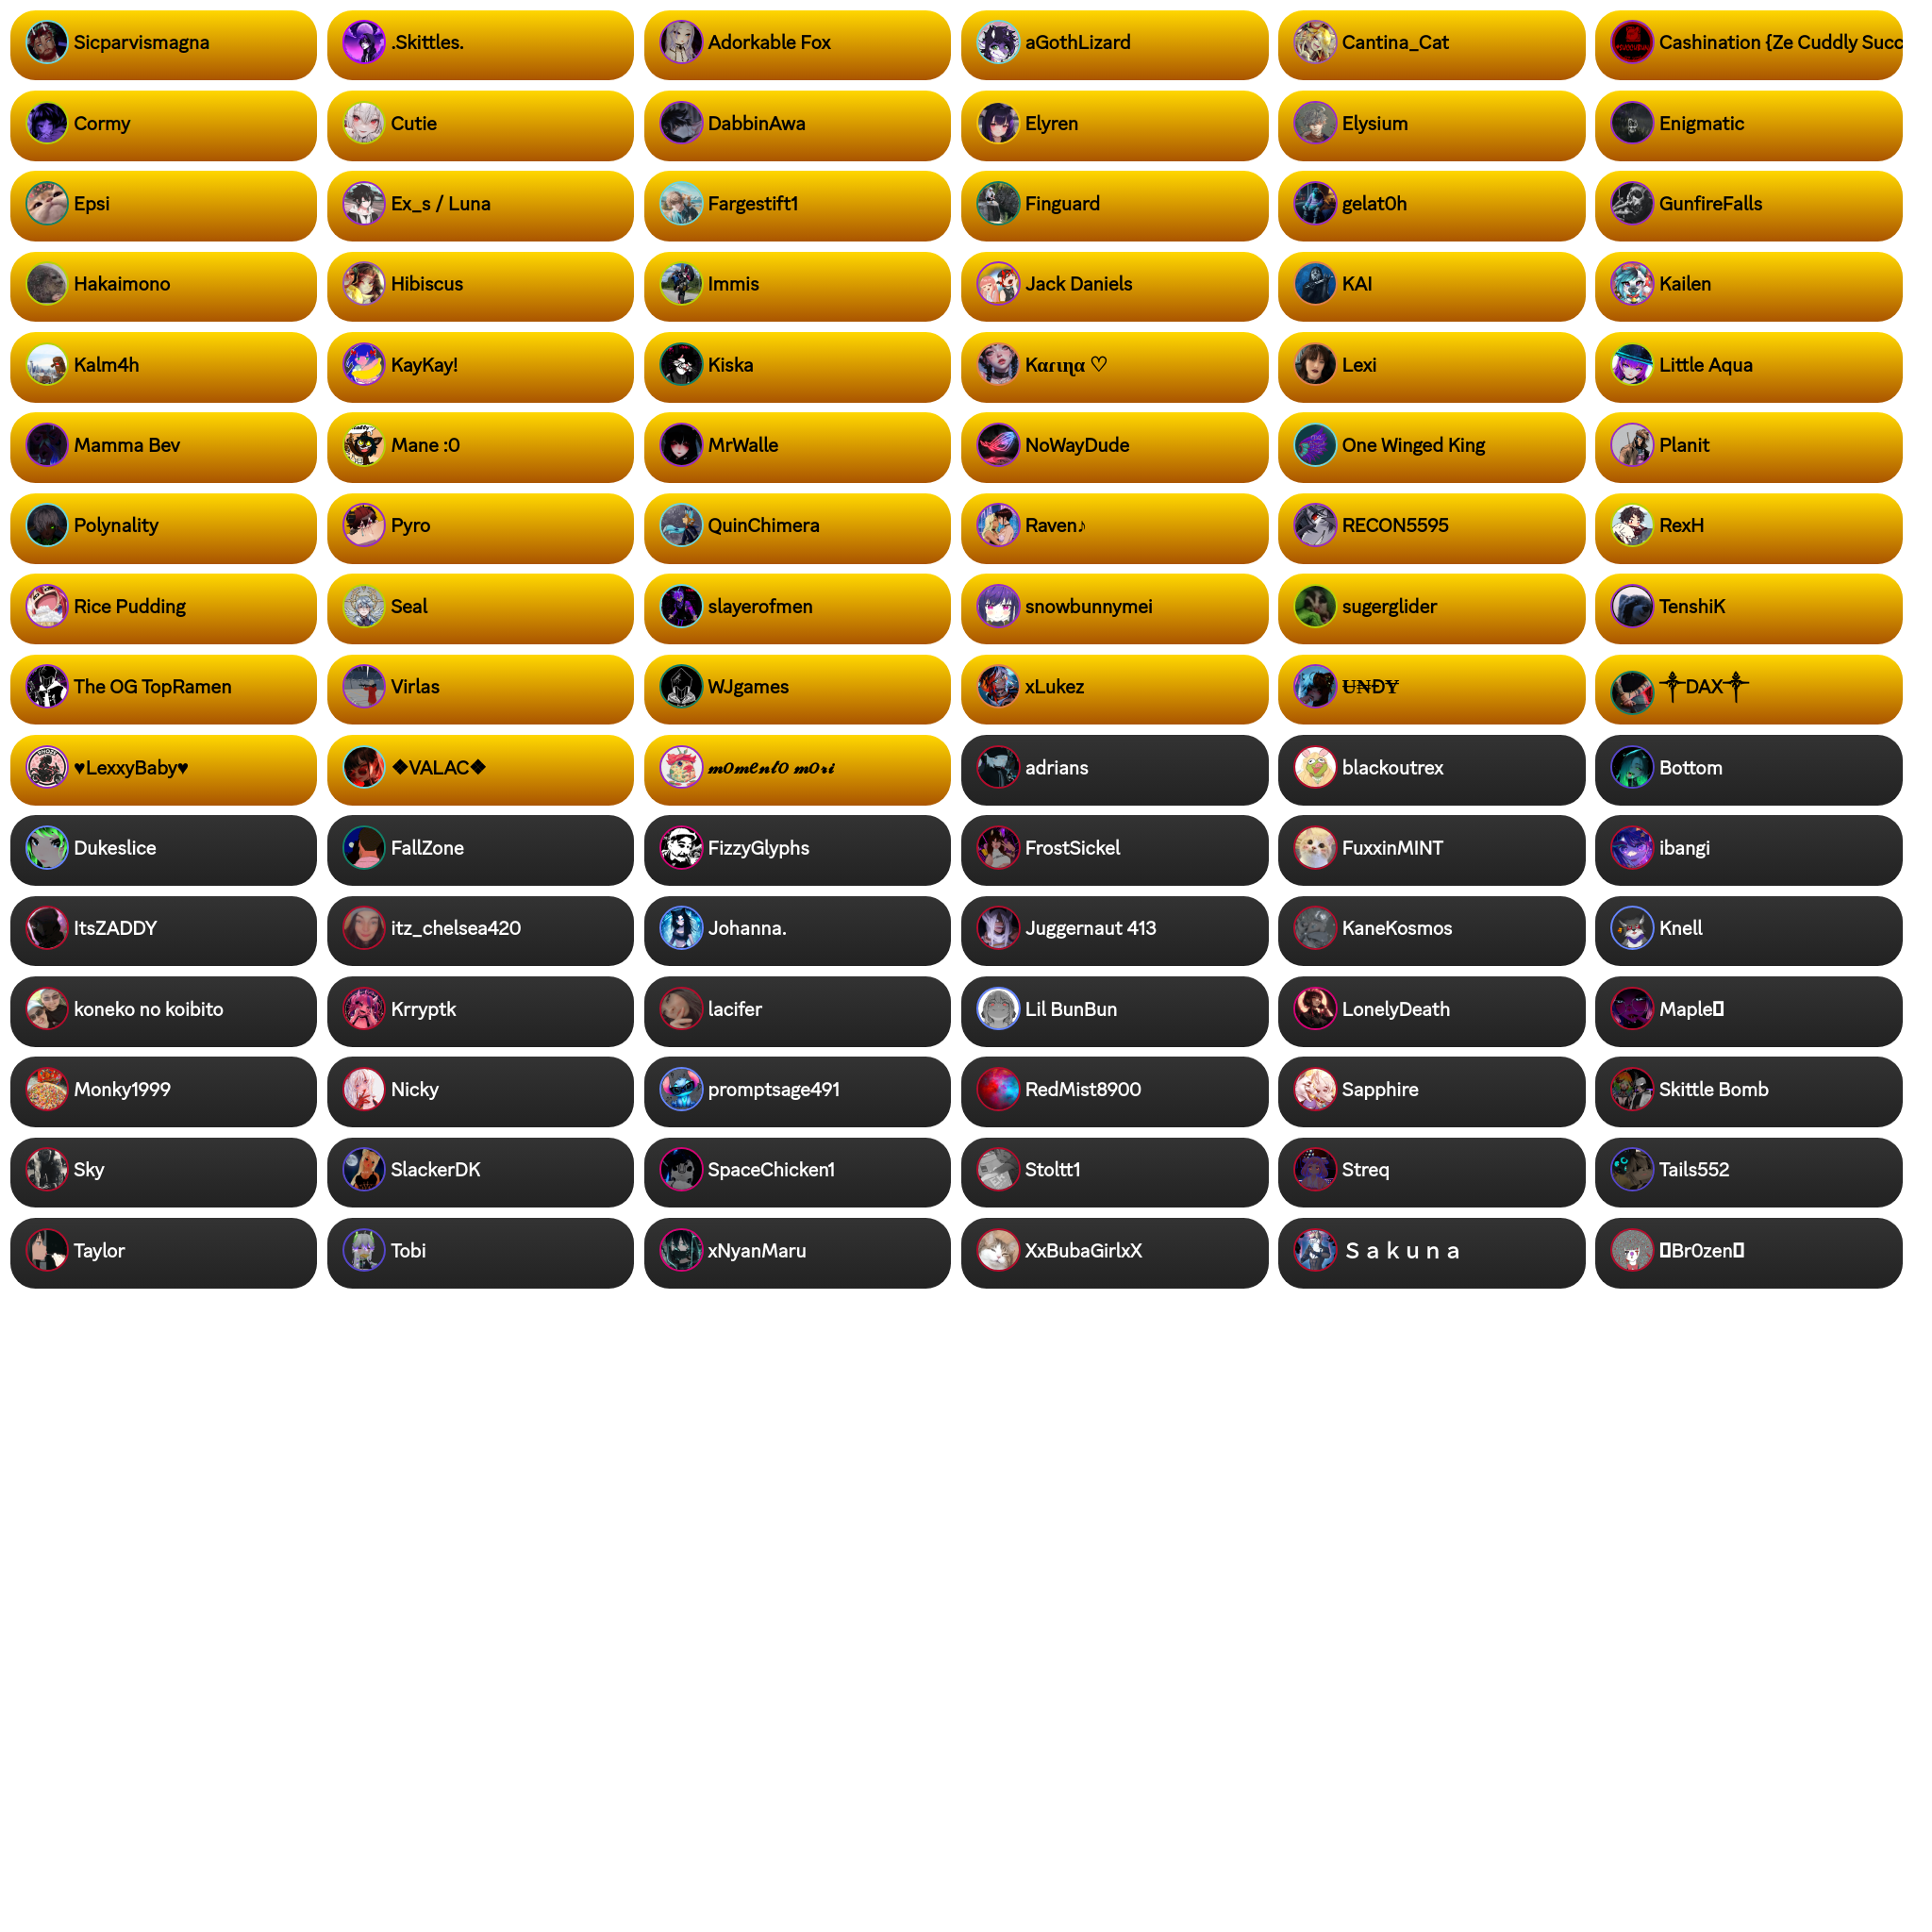 Sicparvismagna
.Skittles.
Adorkable Fox
aGothLizard
Cantina_Cat
Cashination {Ze Cuddly Succ
Cormy
Cutie
DabbinAwa
Elyren
Elysium
Enigmatic
Epsi
Ex_s / Luna
Fargestift1
Finguard
gelat0h
GunfireFalls
Hakaimono
Hibiscus
Immis
Jack Daniels
KAI
Kailen
Kalm4h
KayKay!
Kiska
Kαɾιɳα ♡
Lexi
Little Aqua
Mamma Bev
Mane :0
MrWalle
NoWayDude
One Winged King
Planit
Polynality
Pyro
QuinChimera
Raven♪
RECON5595
RexH
Rice Pudding
Seal
slayerofmen
snowbunnymei
sugerglider
TenshiK
The OG TopRamen
Virlas
WJgames
xLukez
U̶N̶ĐY̶
༒DAX༒
♥LexxyBaby♥
❖VALAC❖
𝓶𝓸𝓶𝓮𝓷𝓽𝓸 𝓶𝓸𝓻𝓲
adrians
blackoutrex
Bottom
Dukeslice
FallZone
FizzyGlyphs
FrostSickel
FuxxinMINT
ibangi
ItsZADDY
itz_chelsea420
Johanna.
Juggernaut 413
KaneKosmos
Knell
koneko no koibito
Krryptk
lacifer
Lil BunBun
LonelyDeath
Maple
Monky1999
Nicky
promptsage491
RedMist8900
Sapphire
Skittle Bomb
Sky
SlackerDK
SpaceChicken1
Stoltt1
Streq
Tails552
Taylor
Tobi
xNyanMaru
XxBubaGirlxX
Ｓａｋｕｎａ
Br0zen